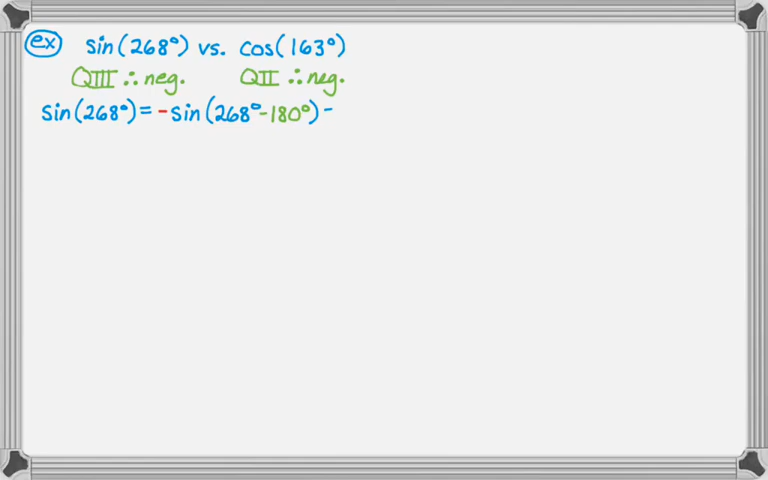 ex sin(268°) vs. cos(163°)
QIII ∴ neg. QII ∴ neg.
sin(268°) = -sin(268° -180°) -